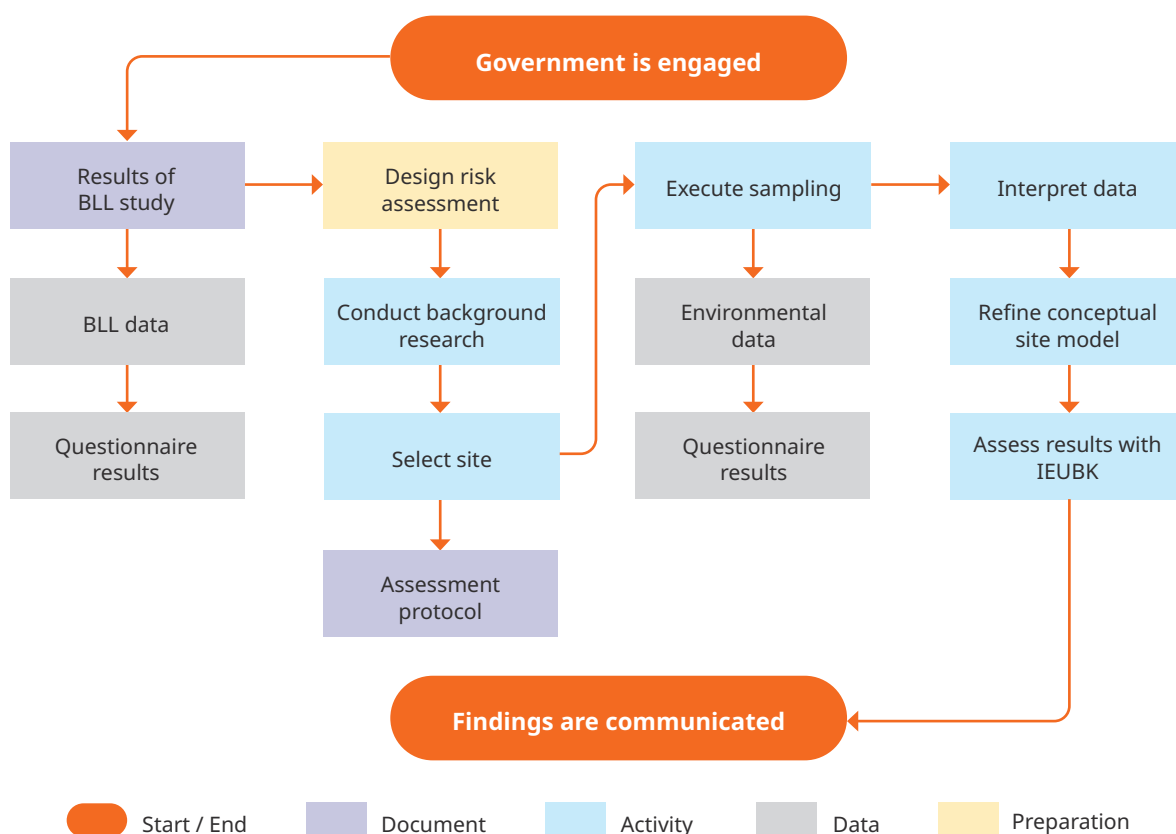 Government is engaged
Results of
BLL study
Design risk
assessment
Execute sampling
Interpret data
BLL data
Conduct background
research
Environmental
data
Refine conceptual
site model
Questionnaire
results
Select site
Questionnaire
results
Assess results with
IEUBK
Assessment
protocol
Findings are communicated
Start / End
Document
Activity
Data
Preparation